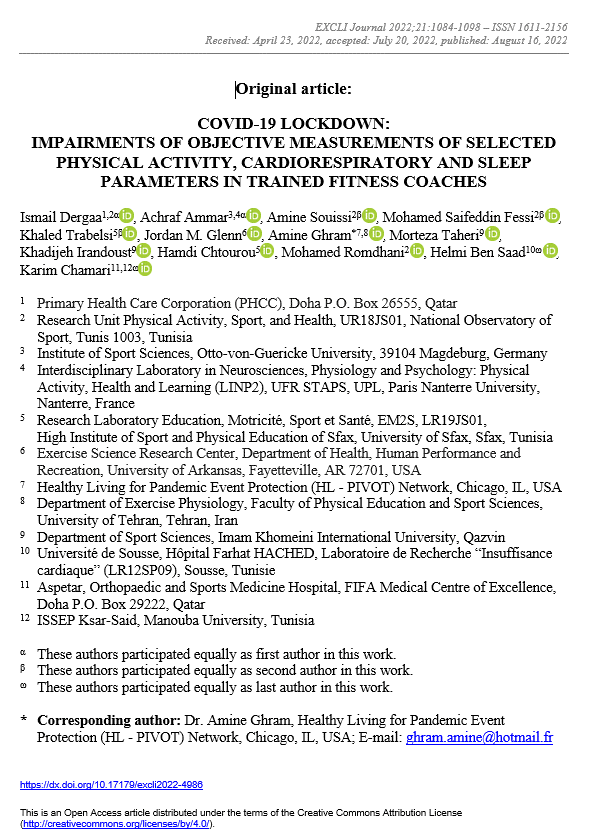 EXCLI Journal 2022;21:1084-1098 – ISSN 1611-2156
Received: April 23, 2022, accepted: July 20, 2022, published: August 16, 2022
Original article:
COVID-19 LOCKDOWN:
IMPAIRMENTS OF OBJECTIVE MEASUREMENTS OF SELECTED
PHYSICAL ACTIVITY, CARDIORESPIRATORY AND SLEEP
PARAMETERS IN TRAINED FITNESS COACHES
Ismail Dergaa1,2α iD, Achraf Ammar3,4α iD, Amine Souissi2β iD, Mohamed Saifeddin Fessi2β iD,
Khaled Trabelsi5β iD, Jordan M. Glenn6 iD, Amine Ghram*7,8 iD, Morteza Taheri9 iD,
Khadijeh Irandoust9 iD, Hamdi Chtourou5 iD, Mohamed Romdhani2 iD, Helmi Ben Saad10ω iD,
Karim Chamari11,12ω iD
1 Primary Health Care Corporation (PHCC), Doha P.O. Box 26555, Qatar
2 Research Unit Physical Activity, Sport, and Health, UR18JS01, National Observatory of
Sport, Tunis 1003, Tunisia
3 Institute of Sport Sciences, Otto-von-Guericke University, 39104 Magdeburg, Germany
4 Interdisciplinary Laboratory in Neurosciences, Physiology and Psychology: Physical
Activity, Health and Learning (LINP2), UFR STAPS, UPL, Paris Nanterre University,
Nanterre, France
5 Research Laboratory Education, Motricité, Sport et Santé, EM2S, LR19JS01,
High Institute of Sport and Physical Education of Sfax, University of Sfax, Sfax, Tunisia
6 Exercise Science Research Center, Department of Health, Human Performance and
Recreation, University of Arkansas, Fayetteville, AR 72701, USA
7 Healthy Living for Pandemic Event Protection (HL - PIVOT) Network, Chicago, IL, USA
8 Department of Exercise Physiology, Faculty of Physical Education and Sport Sciences,
University of Tehran, Tehran, Iran
9 Department of Sport Sciences, Imam Khomeini International University, Qazvin
10 Université de Sousse, Hôpital Farhat HACHED, Laboratoire de Recherche “Insuffisance
cardiaque” (LR12SP09), Sousse, Tunisie
11 Aspetar, Orthopaedic and Sports Medicine Hospital, FIFA Medical Centre of Excellence,
Doha P.O. Box 29222, Qatar
12 ISSEP Ksar-Said, Manouba University, Tunisia
α These authors participated equally as first author in this work.
β These authors participated equally as second author in this work.
ω These authors participated equally as last author in this work.
* Corresponding author: Dr. Amine Ghram, Healthy Living for Pandemic Event
Protection (HL - PIVOT) Network, Chicago, IL, USA; E-mail: ghram.amine@hotmail.fr
https://dx.doi.org/10.17179/excli2022-4986
This is an Open Access article distributed under the terms of the Creative Commons Attribution License
(http://creativecommons.org/licenses/by/4.0/).